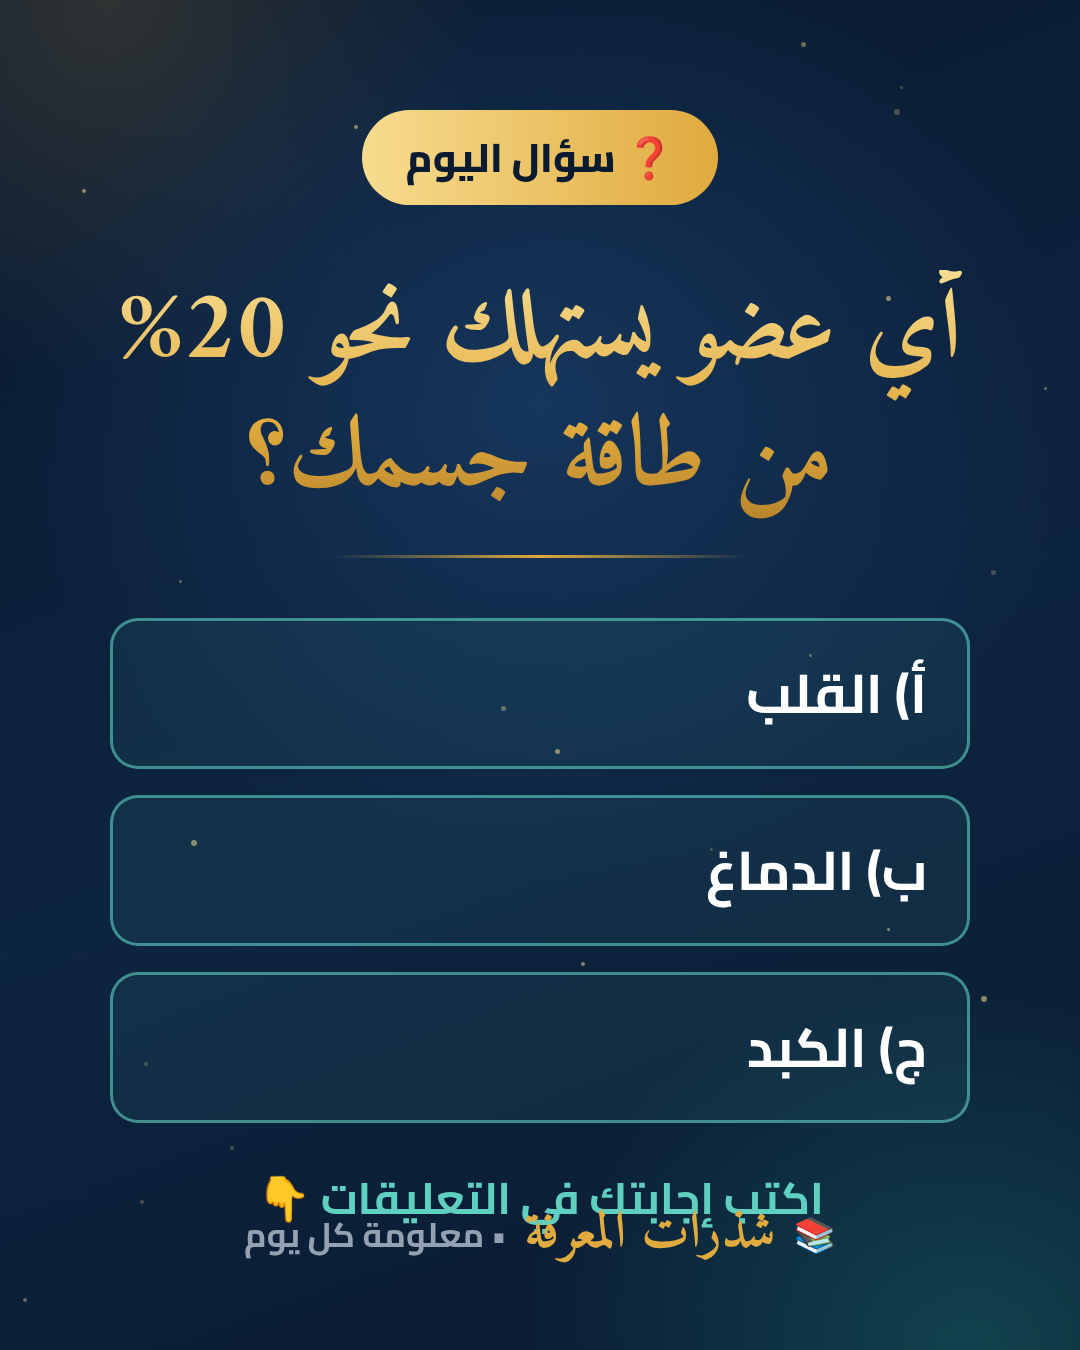 ❓ سؤال اليوم
أي عضو يستهلك نحو 20%
من طاقة جسمك؟
أ) القلب
ب) الدماغ
ج) الكبد
اكتب إجابتك في التعليقات 👇
📚 شذرات المعرفة ▪ معلومة كل يوم